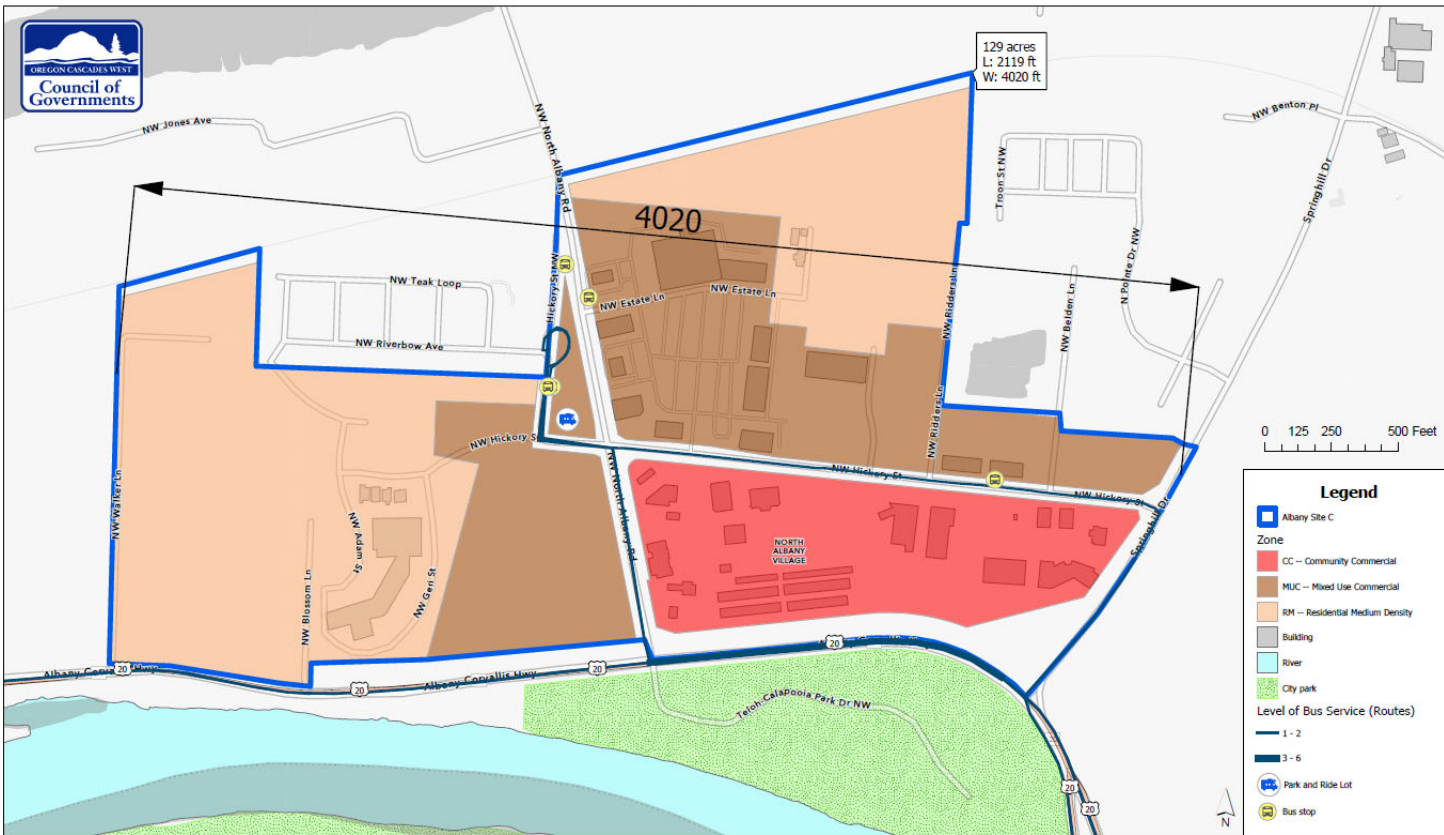 OREGON CASCADES WEST
Council of
Governments
129 acres
L: 2119 ft
W: 4020 ft
NW Jones Ave
NW North Albany Rd
NW Benton Pl
Troon St NW
Springhill Dr
4020
N Pointe Dr NW
NW Teak Loop
Hickory St NW
NW Estate Ln
NW Estate Ln
NW Ridders Ln
NW Belden Ln
NW Riverbow Ave
NW Ridders Ln
NW Hickory S
NW Hickory St
NW Hickory St
0 125 250 500 Feet
NW Walker Ln
NW North Albany Rd
NORTH
ALBANY
VILLAGE
Springhill Dr
NW Adam St
NW Blossom Ln
NW Geri St
Albany Corvallis Hwy
20
20
Albany Corvallis Hwy
20
20
Teloh-Calapooia Park Dr NW
20
20
N
Legend
Albany Site C
Zone
CC -- Community Commercial
MUC -- Mixed Use Commercial
RM -- Residential Medium Density
Building
River
City park
Level of Bus Service (Routes)
1 - 2
3 - 6
Park and Ride Lot
Bus stop